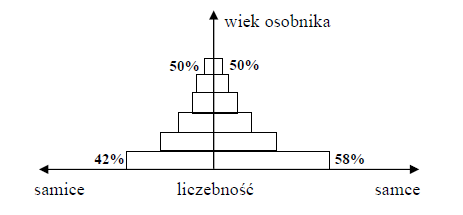 wiek osobnika
50% 50%
42% 58%
samice liczebność samce